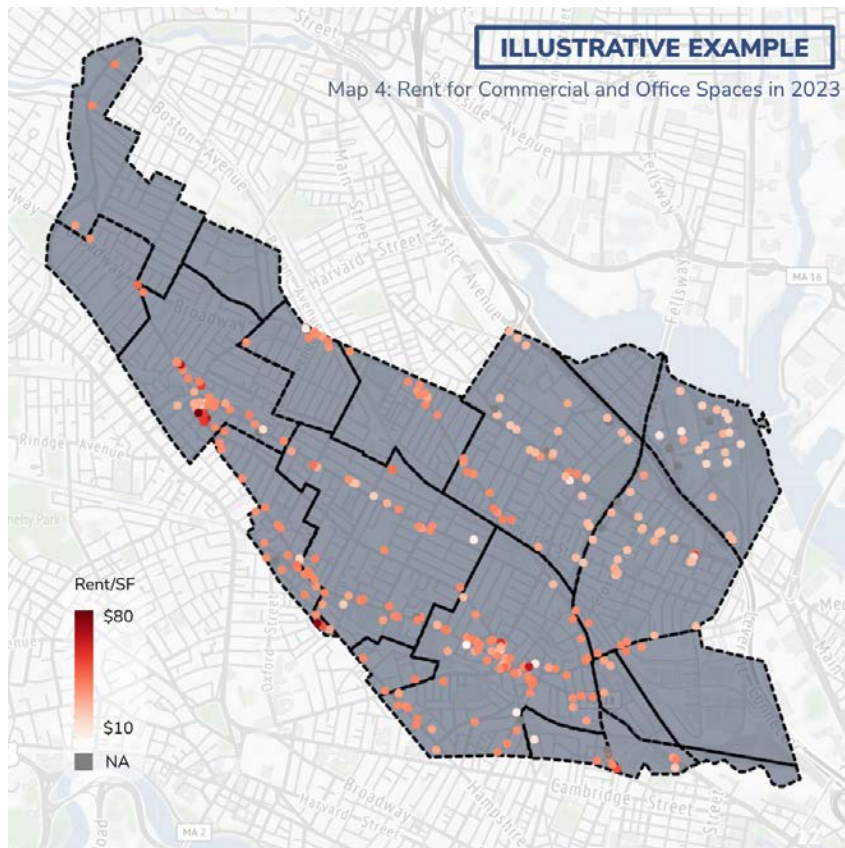 ILLUSTRATIVE EXAMPLE
Map 4: Rent for Commercial and Office Spaces in 2023
Boston Avenue
Main Street
Harvard Street
Mystic Avenue
Fellsway
MA 16
Fellsway
Broadway
Rindge Avenue
Rent/SF
$80
$10
NA
Oxford Street
Broadway
Harvard Street
Hampshire
Cambridge Street
Street
MA 2